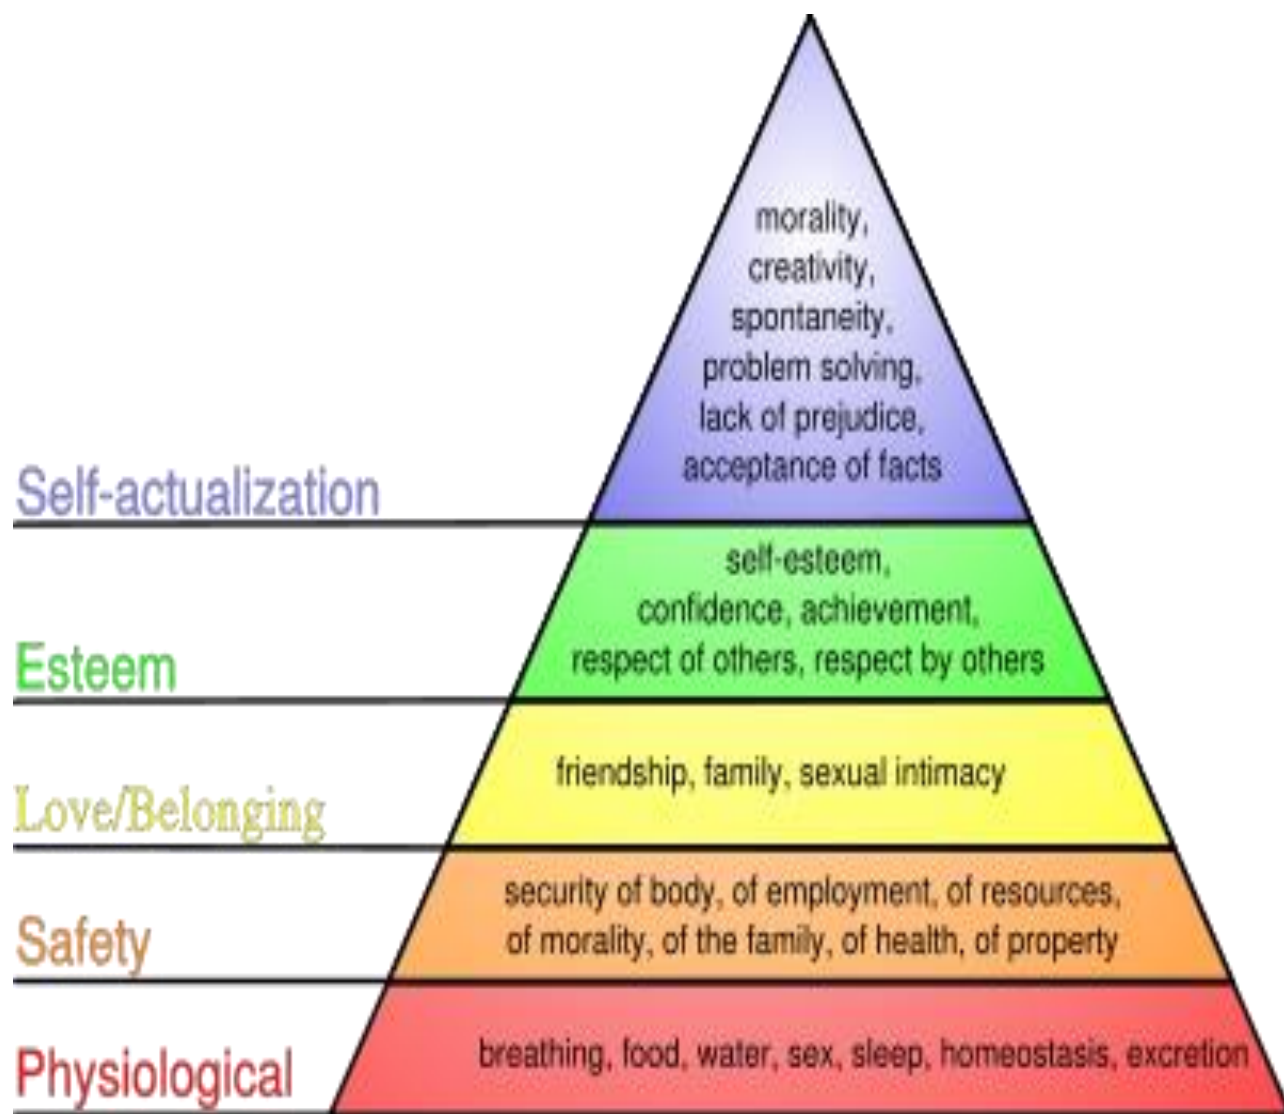 morality,
creativity,
spontaneity,
problem solving,
lack of prejudice,
acceptance of facts
Self-actualization
self-esteem,
confidence, achievement,
respect of others, respect by others
Esteem
friendship, family, sexual intimacy
Love/Belonging
security of body, of employment, of resources,
of morality, of the family, of health, of property
Safety
breathing, food, water, sex, sleep, homeostasis, excretion
Physiological